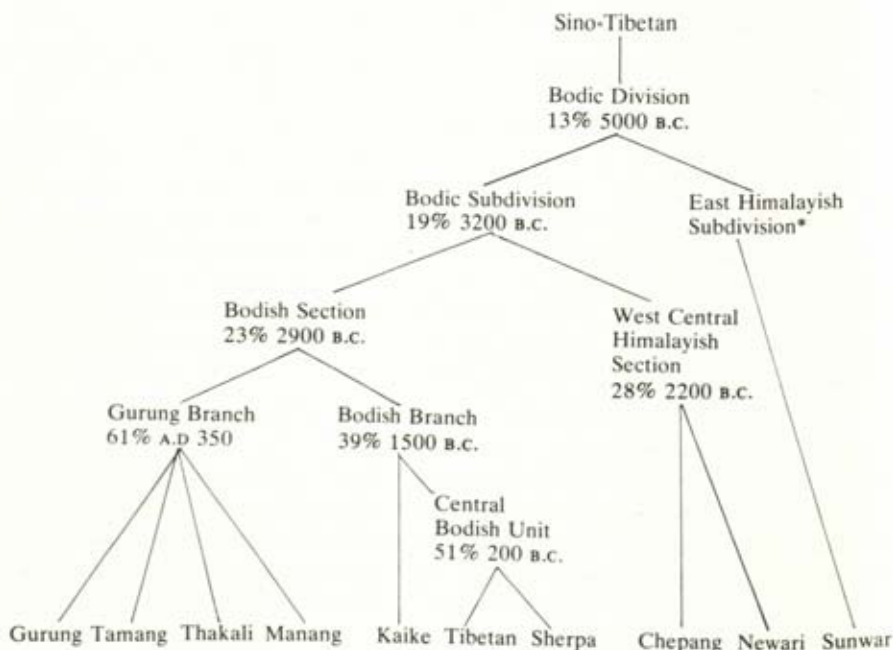 Sino-Tibetan
Bodic Division
13% 5000 B.C.
Bodic Subdivision
19% 3200 B.C.
East Himalayish
Subdivision*
Bodish Section
23% 2900 B.C.
West Central
Himalayish
Section
28% 2200 B.C.
Gurung Branch
61% A.D 350
Bodish Branch
39% 1500 B.C.
Central
Bodish Unit
51% 200 B.C.
Gurung Tamang Thakali Manang Kaike Tibetan Sherpa Chepang Newari Sunwar